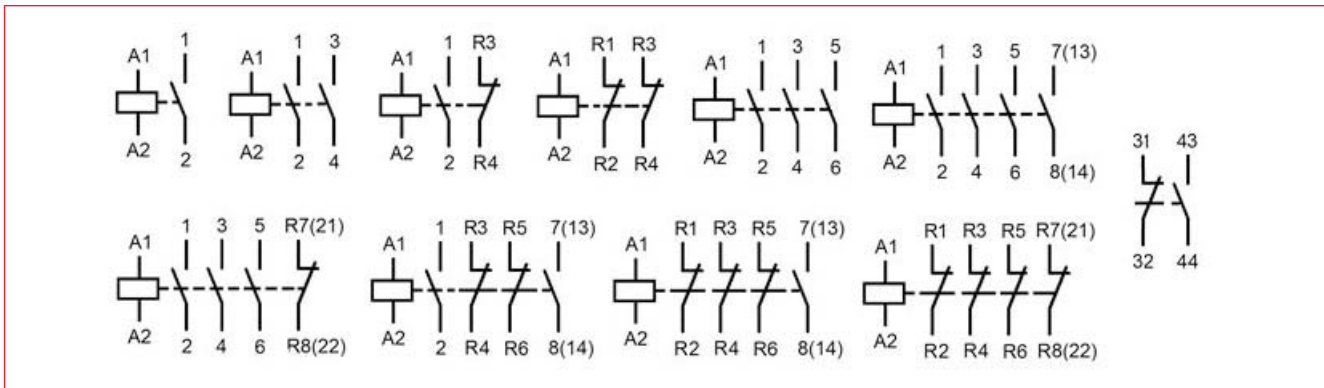 1 1 3 1 R3 R1 R3 1 3 5 1 3 5 7(13)
A1 A1 A1 A1 A1 A1
A2 A2 A2 A2 A2 A2
2 2 4 2 R4 R2 R4 2 4 6 2 4 6 8(14)
31 43
32 44
1 3 5 R7(21) 1 R3 R5 7(13) R1 R3 R5 7(13) R1 R3 R5 R7(21)
A1 A1 A1 A1
A2 A2 A2 A2
2 4 6 R8(22) 2 R4 R6 8(14) R2 R4 R6 8(14) R2 R4 R6 R8(22)